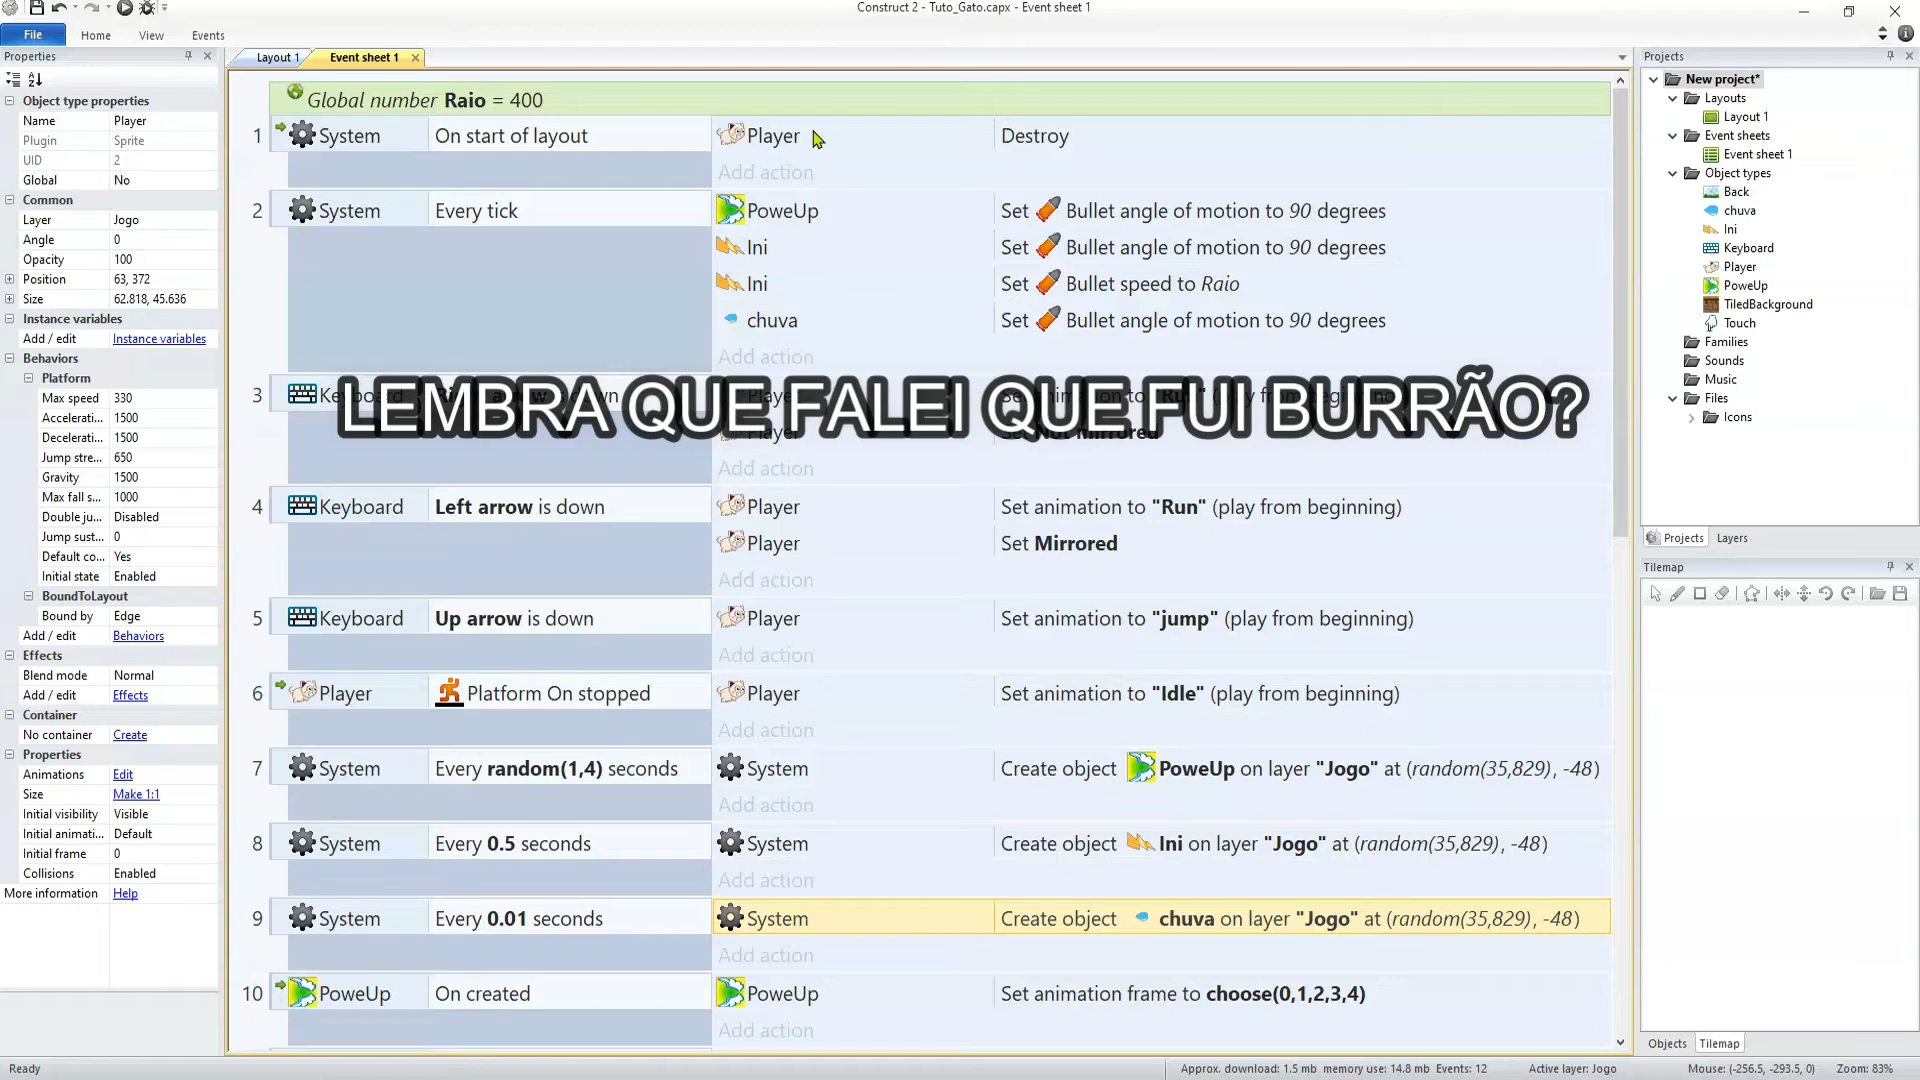 Construct 2 - Tuto_Gato.capx - Event sheet 1
File Home View Events
Properties
Layout 1 Event sheet 1
Object type properties
Name Player
Plugin Sprite
UID 2
Global No
Common
Layer Jogo
Angle 0
Opacity 100
Position 63, 372
Size 62.818, 45.636
Instance variables
Add / edit Instance variables
Behaviors
Platform
Max speed 330
Accelerati... 1500
Decelerati... 1500
Jump stre... 650
Gravity 1500
Max fall s... 1000
Double ju... Disabled
Jump sust... 0
Default co... Yes
Initial state Enabled
BoundToLayout
Bound by Edge
Add / edit Behaviors
Effects
Blend mode Normal
Add / edit Effects
Container
No container Create
Properties
Animations Edit
Size Make 1:1
Initial visibility Visible
Initial animati... Default
Initial frame 0
Collisions Enabled
More information Help
Global number Raio = 400
1 System On start of layout Player Destroy
Add action
2 System Every tick PoweUp Set Bullet angle of motion to 90 degrees
Ini Set Bullet angle of motion to 90 degrees
Ini Set Bullet speed to Raio
chuva Set Bullet angle of motion to 90 degrees
Add action
LEMBRA QUE FALEI QUE FUI BURRÃO?
3
Add action
4 Keyboard Left arrow is down Player Set animation to "Run" (play from beginning)
Player Set Mirrored
Add action
5 Keyboard Up arrow is down Player Set animation to "jump" (play from beginning)
Add action
6 Player Platform On stopped Player Set animation to "Idle" (play from beginning)
Add action
7 System Every random(1,4) seconds System Create object PoweUp on layer "Jogo" at (random(35,829), -48)
Add action
8 System Every 0.5 seconds System Create object Ini on layer "Jogo" at (random(35,829), -48)
Add action
9 System Every 0.01 seconds System Create object chuva on layer "Jogo" at (random(35,829), -48)
Add action
10 PoweUp On created PoweUp Set animation frame to choose(0,1,2,3,4)
Add action
Projects
New project*
Layouts
Layout 1
Event sheets
Event sheet 1
Object types
Back
chuva
Ini
Keyboard
Player
PoweUp
TiledBackground
Touch
Families
Sounds
Music
Files
Icons
Projects Layers
Tilemap
Objects Tilemap
Ready Approx. download: 1.5 mb memory use: 14.8 mb Events: 12 Active layer: Jogo Mouse: (-256.5, -293.5, 0) Zoom: 83%